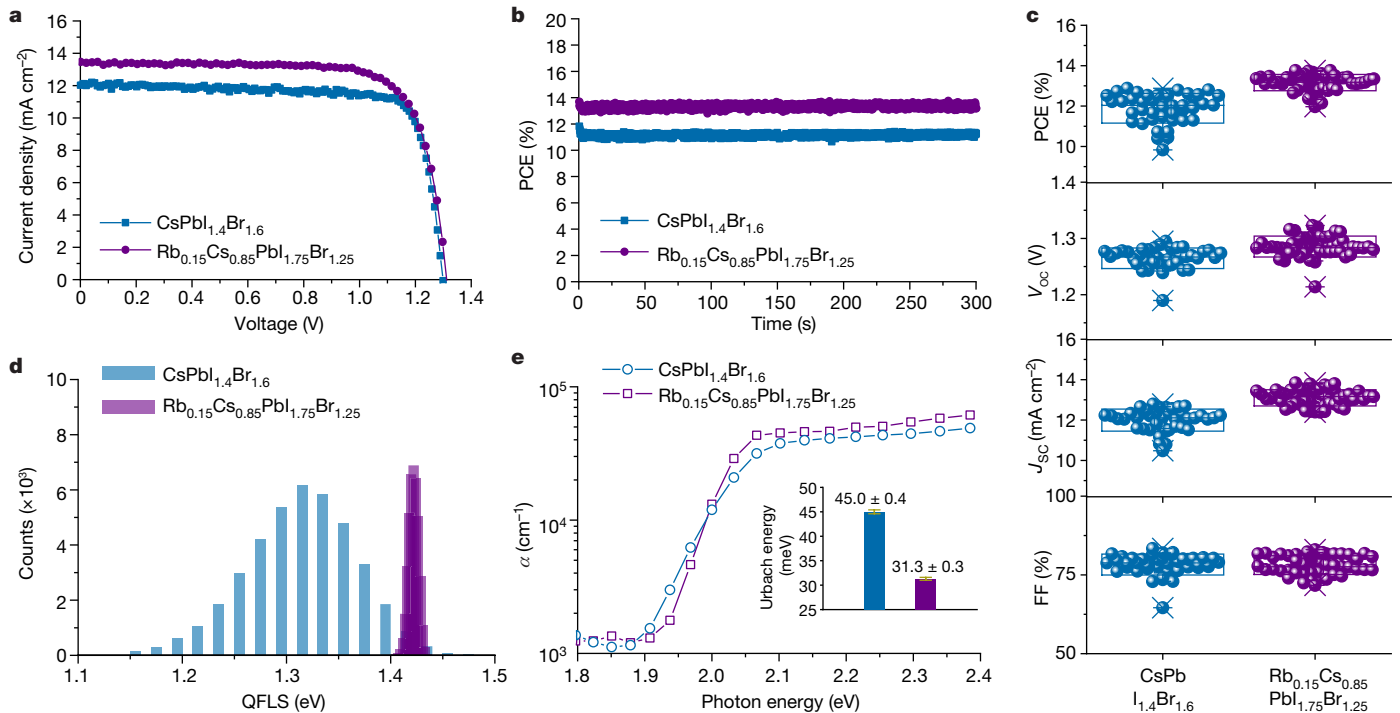 a
16
14
12
10
8
6
4
2
0
Current density (mA cm⁻²)
CsPbI₁.₄Br₁.₆
Rb₀.₁₅Cs₀.₈₅PbI₁.₇₅Br₁.₂₅
0 0.2 0.4 0.6 0.8 1.0 1.2 1.4
Voltage (V)
b
20
18
16
14
12
10
8
6
4
2
0
PCE (%)
CsPbI₁.₄Br₁.₆
Rb₀.₁₅Cs₀.₈₅PbI₁.₇₅Br₁.₂₅
0 50 100 150 200 250 300
Time (s)
c
14
12
10
PCE (%)
1.4
1.3
1.2
V_OC (V)
16
14
12
10
J_SC (mA cm⁻²)
100
75
50
FF (%)
CsPb
I₁.₄Br₁.₆
Rb₀.₁₅Cs₀.₈₅
PbI₁.₇₅Br₁.₂₅
d
CsPbI₁.₄Br₁.₆
Rb₀.₁₅Cs₀.₈₅PbI₁.₇₅Br₁.₂₅
10
8
6
4
2
0
Counts (×10³)
1.1 1.2 1.3 1.4 1.5
QFLS (eV)
e
CsPbI₁.₄Br₁.₆
Rb₀.₁₅Cs₀.₈₅PbI₁.₇₅Br₁.₂₅
10⁵
10⁴
10³
α (cm⁻¹)
50
45
40
35
30
25
Urbach energy
(meV)
45.0 ± 0.4
31.3 ± 0.3
1.8 1.9 2.0 2.1 2.2 2.3 2.4
Photon energy (eV)